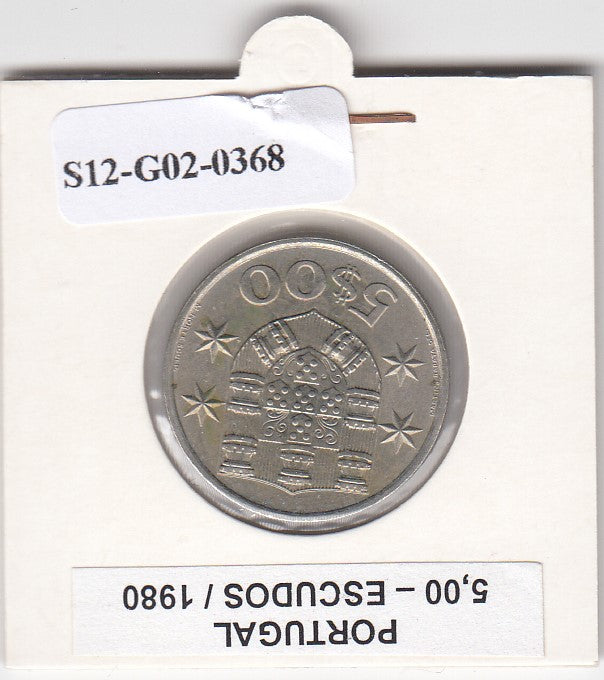 S12-G02-0368
5$00
PORTUGAL
5,00 – ESCUDOS / 1980